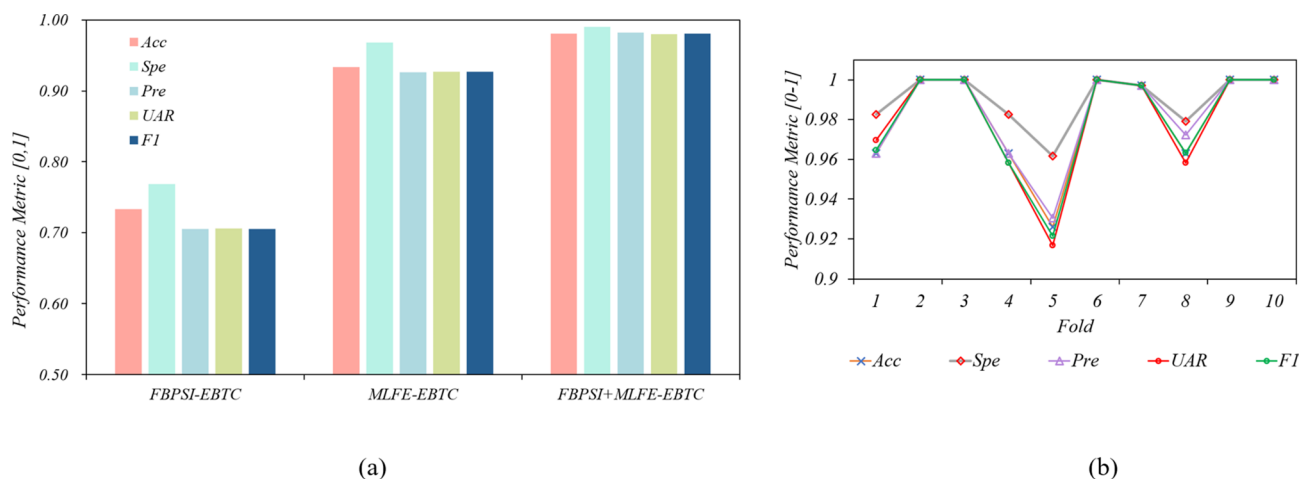 Performance Metric [0,1]
1.00
0.90
0.80
0.70
0.60
0.50
Acc
Spe
Pre
UAR
F1
FBPSI-EBTC
MLFE-EBTC
FBPSI+MLFE-EBTC
(a)
Performance Metric [0-1]
1
0.98
0.96
0.94
0.92
0.9
1 2 3 4 5 6 7 8 9 10
Fold
Acc Spe Pre UAR F1
(b)